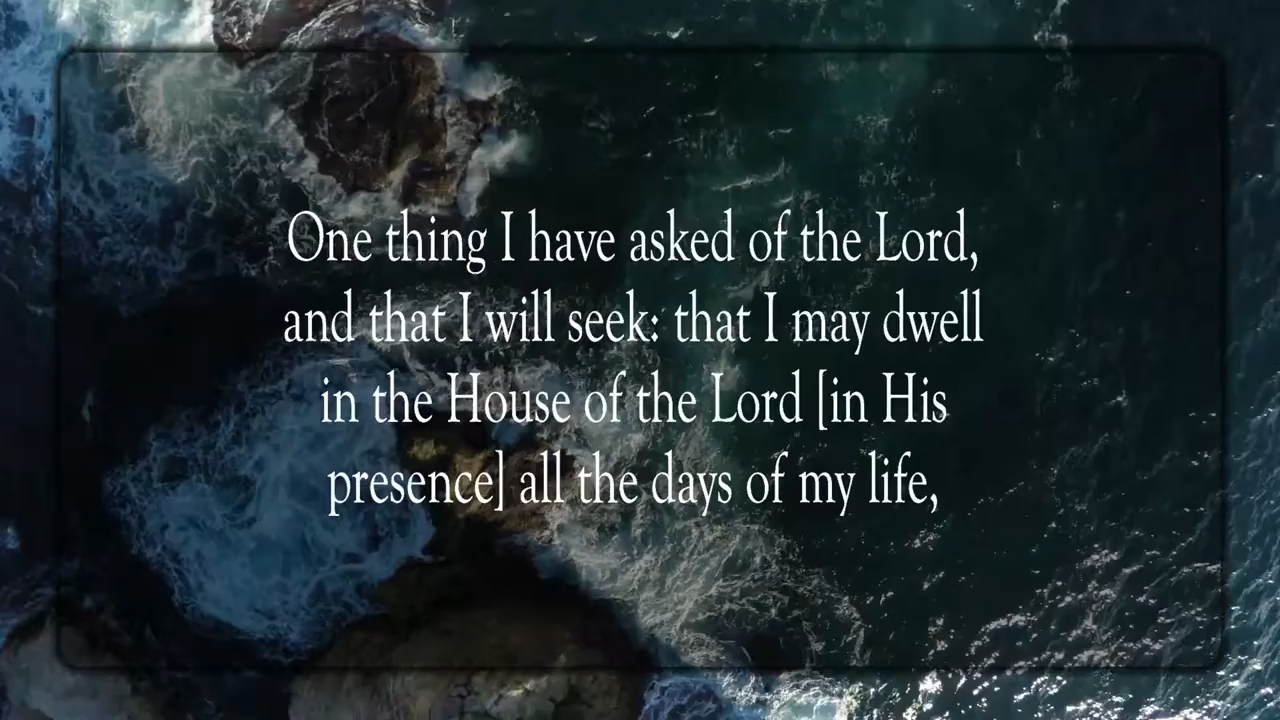 One thing I have asked of the Lord,
and that I will seek: that I may dwell
in the House of the Lord [in His
presence] all the days of my life,